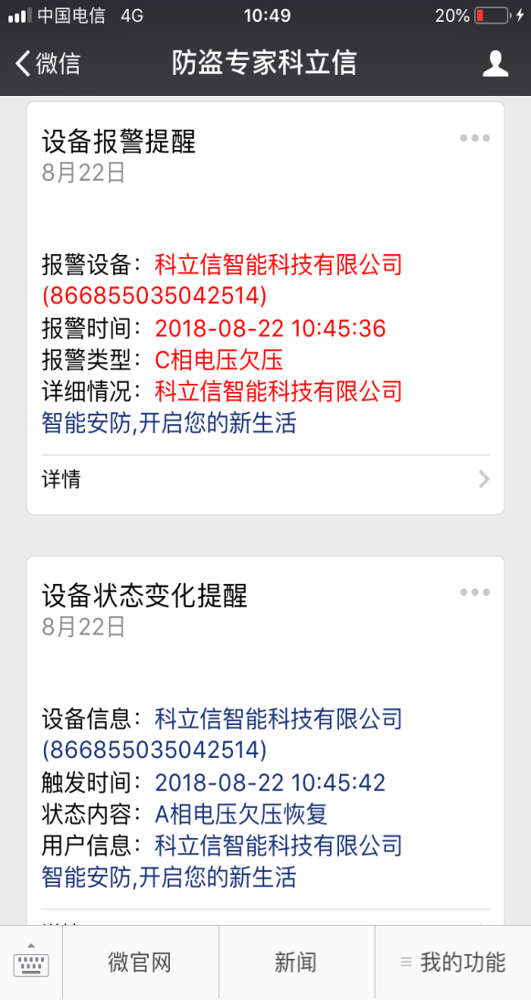 中国电信 4G 10:49 20%
微信 防盗专家科立信
设备报警提醒
8月22日
报警设备：科立信智能科技有限公司
(866855035042514)
报警时间：2018-08-22 10:45:36
报警类型：C相电压欠压
详细情况：科立信智能科技有限公司
智能安防,开启您的新生活
详情
设备状态变化提醒
8月22日
设备信息：科立信智能科技有限公司
(866855035042514)
触发时间：2018-08-22 10:45:42
状态内容：A相电压欠压恢复
用户信息：科立信智能科技有限公司
智能安防,开启您的新生活
微官网 新闻 我的功能